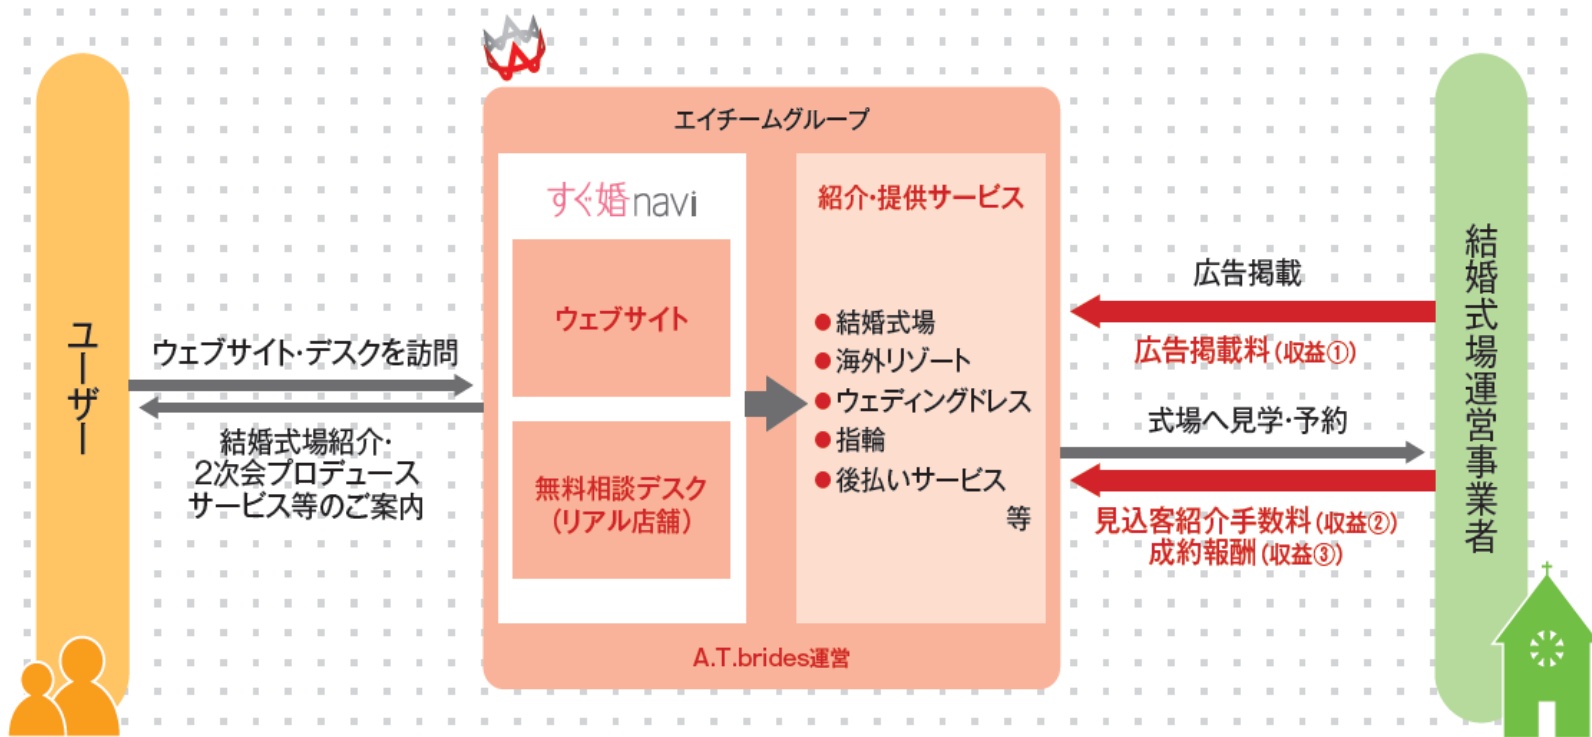 ユーザー
ウェブサイト・デスクを訪問
結婚式場紹介・
2次会プロデュース
サービス等のご案内
エイチームグループ
すぐ婚navi
ウェブサイト
無料相談デスク
(リアル店舗)
紹介・提供サービス
●結婚式場
●海外リゾート
●ウェディングドレス
●指輪
●後払いサービス
等
A.T.brides運営
広告掲載
広告掲載料(収益①)
式場へ見学・予約
見込客紹介手数料(収益②)
成約報酬(収益③)
結婚式場運営事業者